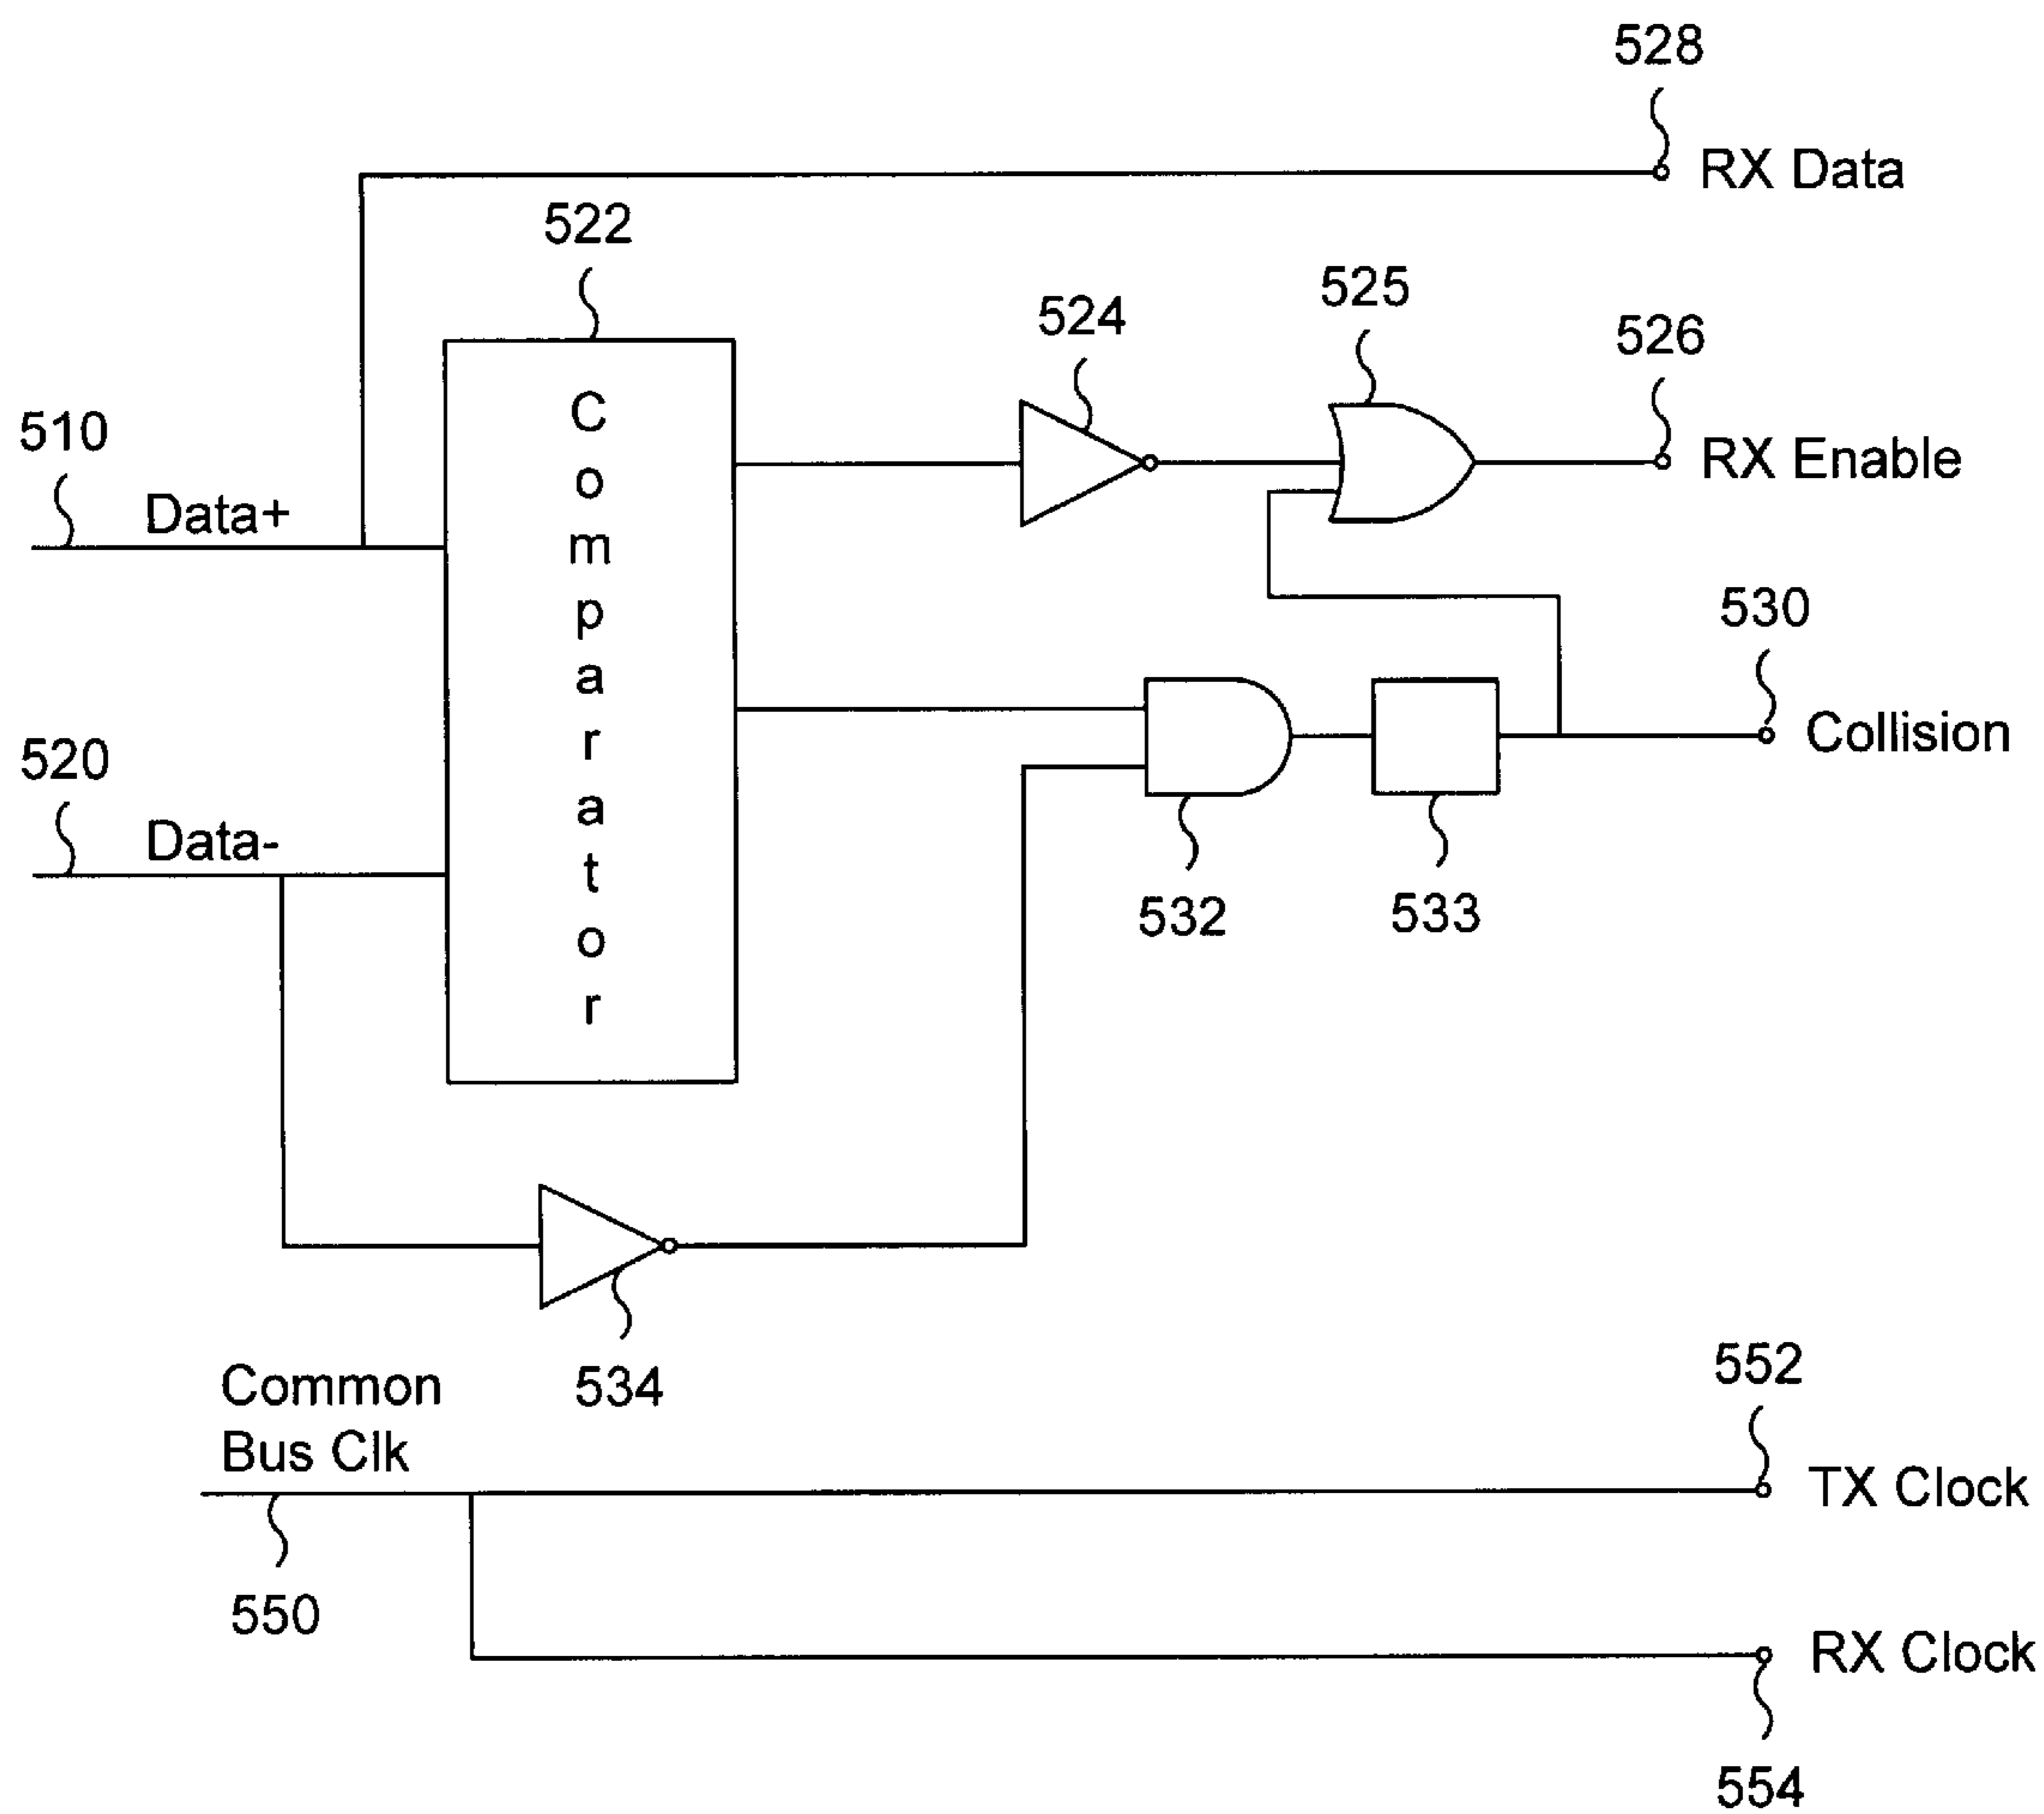 528
RX Data
522
524
525
526
510
Data+
RX Enable
Comparator
530
520
Data-
Collision
532
533
534
Common
Bus Clk
552
TX Clock
550
RX Clock
554